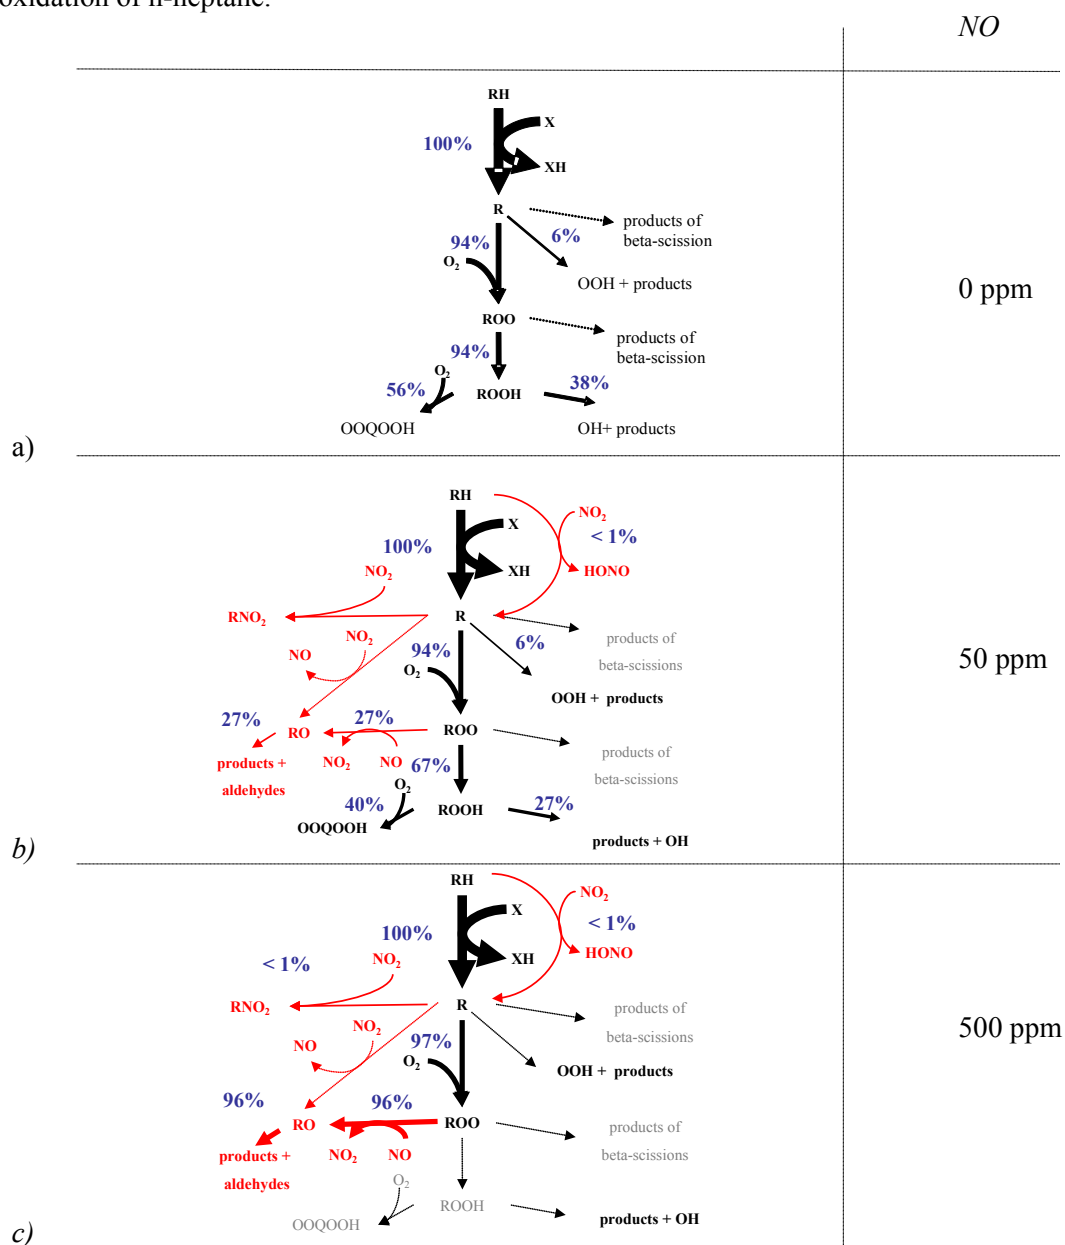 oxidation of n-heptane.
NO
RH
X
100%
XH
R
products of
beta-scission
94%
6%
O2
OOH + products
0 ppm
ROO
products of
beta-scission
94%
O2
56%
38%
ROOH
OOQOOH
OH+ products
a)
RH
NO2
X
< 1%
100%
NO2
XH
HONO
RNO2
R
products of
beta-scissions
NO2
6%
94%
NO
O2
50 ppm
OOH + products
27%
27%
RO
ROO
products of
beta-scissions
products +
aldehydes
NO2
NO
67%
O2
40%
27%
ROOH
OOQOOH
products + OH
b)
RH
NO2
X
< 1%
100%
< 1%
NO2
XH
HONO
RNO2
R
products of
beta-scissions
NO2
97%
NO
O2
500 ppm
OOH + products
96%
96%
RO
ROO
products of
beta-scissions
products +
aldehydes
NO2
NO
O2
ROOH
OOQOOH
products + OH
c)